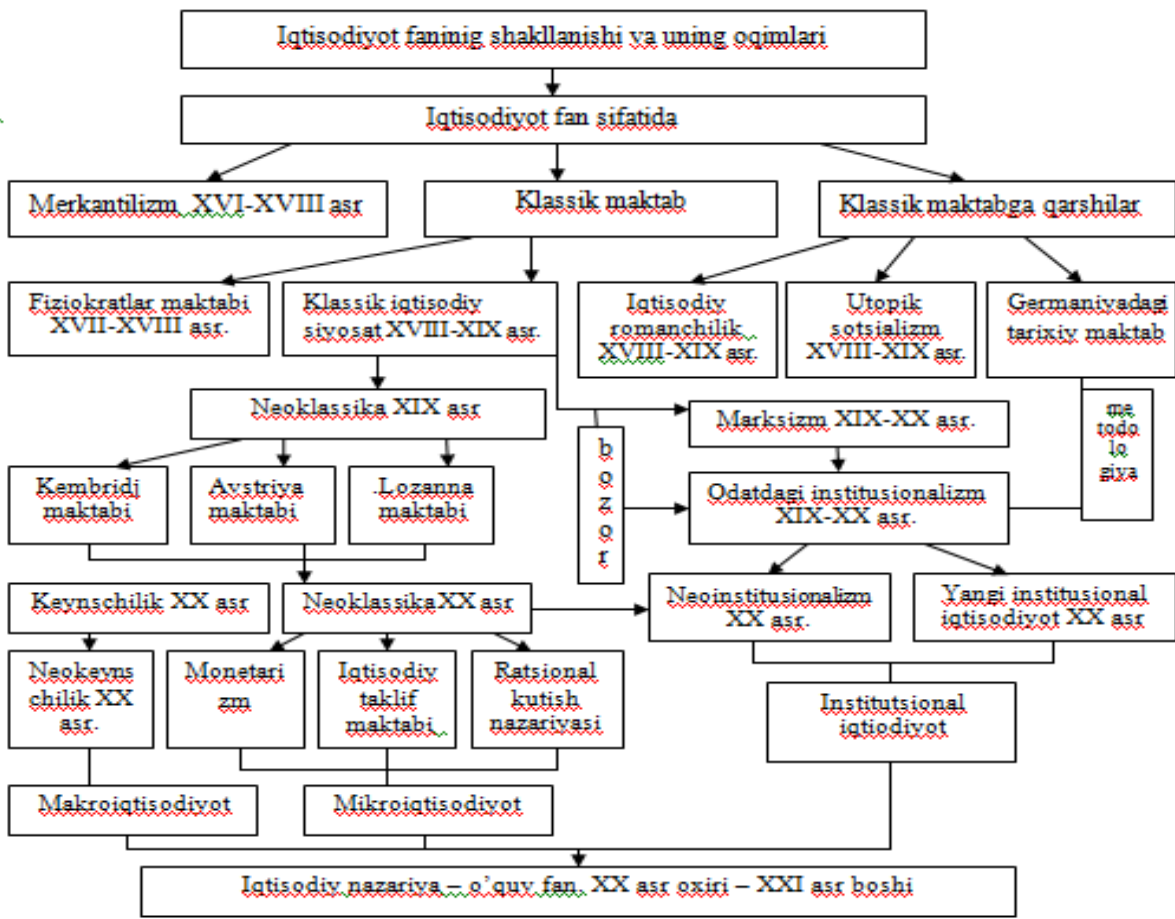 Iqtisodiyot faninig shakllanishi va uning oqimlari
Iqtisodiyot fan sifatida
Merkantilizm, XVI-XVIII asr
Klassik maktab
Klassik maktabga qarshilar
Fiziokratlar maktabi
XVII-XVIII asr.
Klassik iqtisodiy
siyosat XVIII-XIX asr.
Iqtisodiy
romanchilik
XVIII-XIX asr.
Utopik
sotsializm
XVIII-XIX asr.
Germaniyadagi
tarixiy maktab
Neoklassika XIX asr
Marksizm XIX-XX asr.
me
todo
lo
giya
b
o
z
o
r
Kembridj
maktabi
Avstriya
maktabi
.Lozanna
maktabi
Odatdagi institusionalizm
XIX-XX asr.
Keynschilik XX asr
Neoklassika XX asr
Neoinstitusionalizm
XX asr.
Yangi institusional
iqtisodiyot XX asr
Neokeyns
chilik XX
asr.
Monetari
zm
Iqtisodiy
taklif
maktabi
Ratsional
kutish
nazariyasi
Institutsional
iqtiodiyot
Makroiqtisodiyot
Mikroiqtisodiyot
Iqtisodiy nazariya – o’quv fan, XX asr oxiri – XXI asr boshi